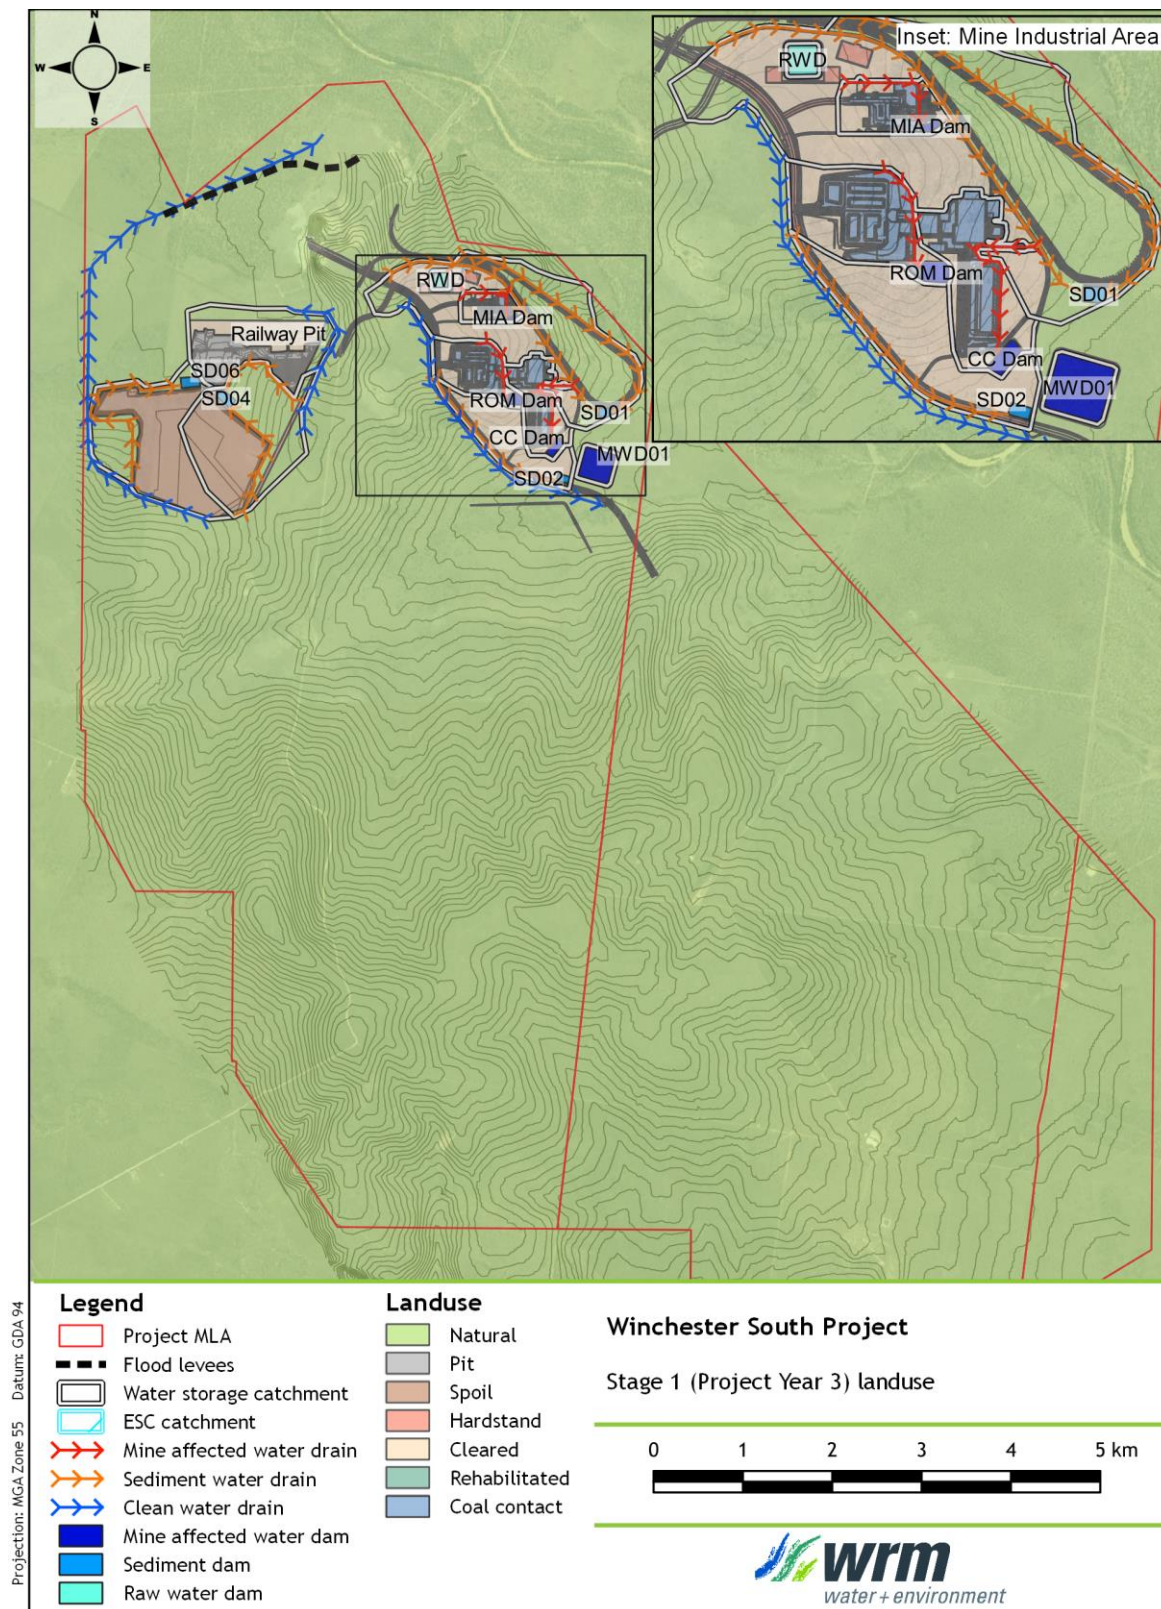 N
W
E
S
Inset: Mine Industrial Area
RWD
MIA Dam
ROM Dam
SD01
CC Dam
MWD01
SD02
RWD
MIA Dam
Railway Pit
SD06
SD04
ROM Dam
SD01
CC Dam
MWD01
SD02
Projection: MGA Zone 55 Datum: GDA 94
Legend
Project MLA
Flood levees
Water storage catchment
ESC catchment
Mine affected water drain
Sediment water drain
Clean water drain
Mine affected water dam
Sediment dam
Raw water dam
Landuse
Natural
Pit
Spoil
Hardstand
Cleared
Rehabilitated
Coal contact
Winchester South Project
Stage 1 (Project Year 3) landuse
0 1 2 3 4 5 km
wrm
water + environment